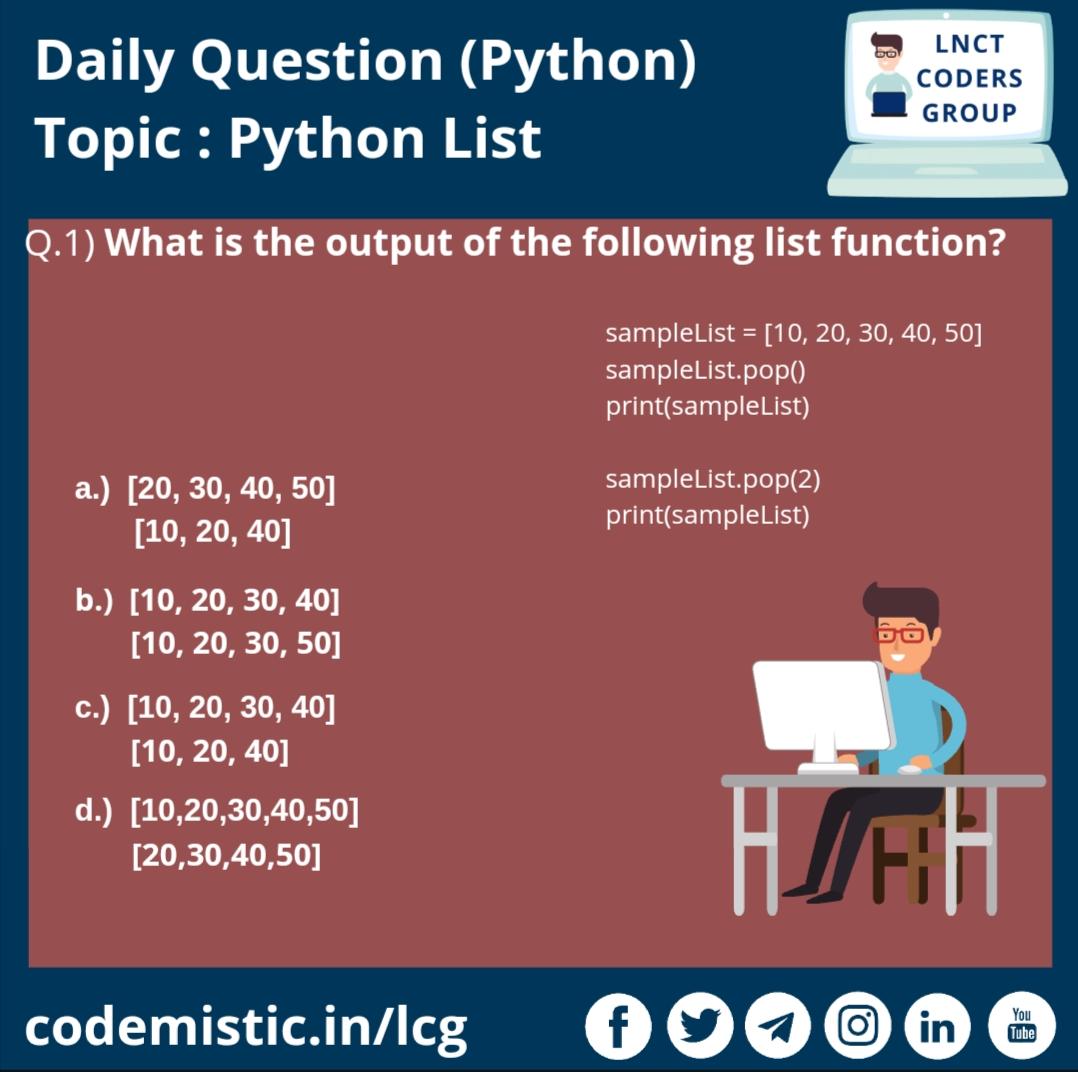 Daily Question (Python)
Topic : Python List
LNCT
CODERS
GROUP
Q.1) What is the output of the following list function?
sampleList = [10, 20, 30, 40, 50]
sampleList.pop()
print(sampleList)
sampleList.pop(2)
print(sampleList)
a.) [20, 30, 40, 50]
[10, 20, 40]
b.) [10, 20, 30, 40]
[10, 20, 30, 50]
c.) [10, 20, 30, 40]
[10, 20, 40]
d.) [10,20,30,40,50]
[20,30,40,50]
codemistic.in/lcg
You
Tube